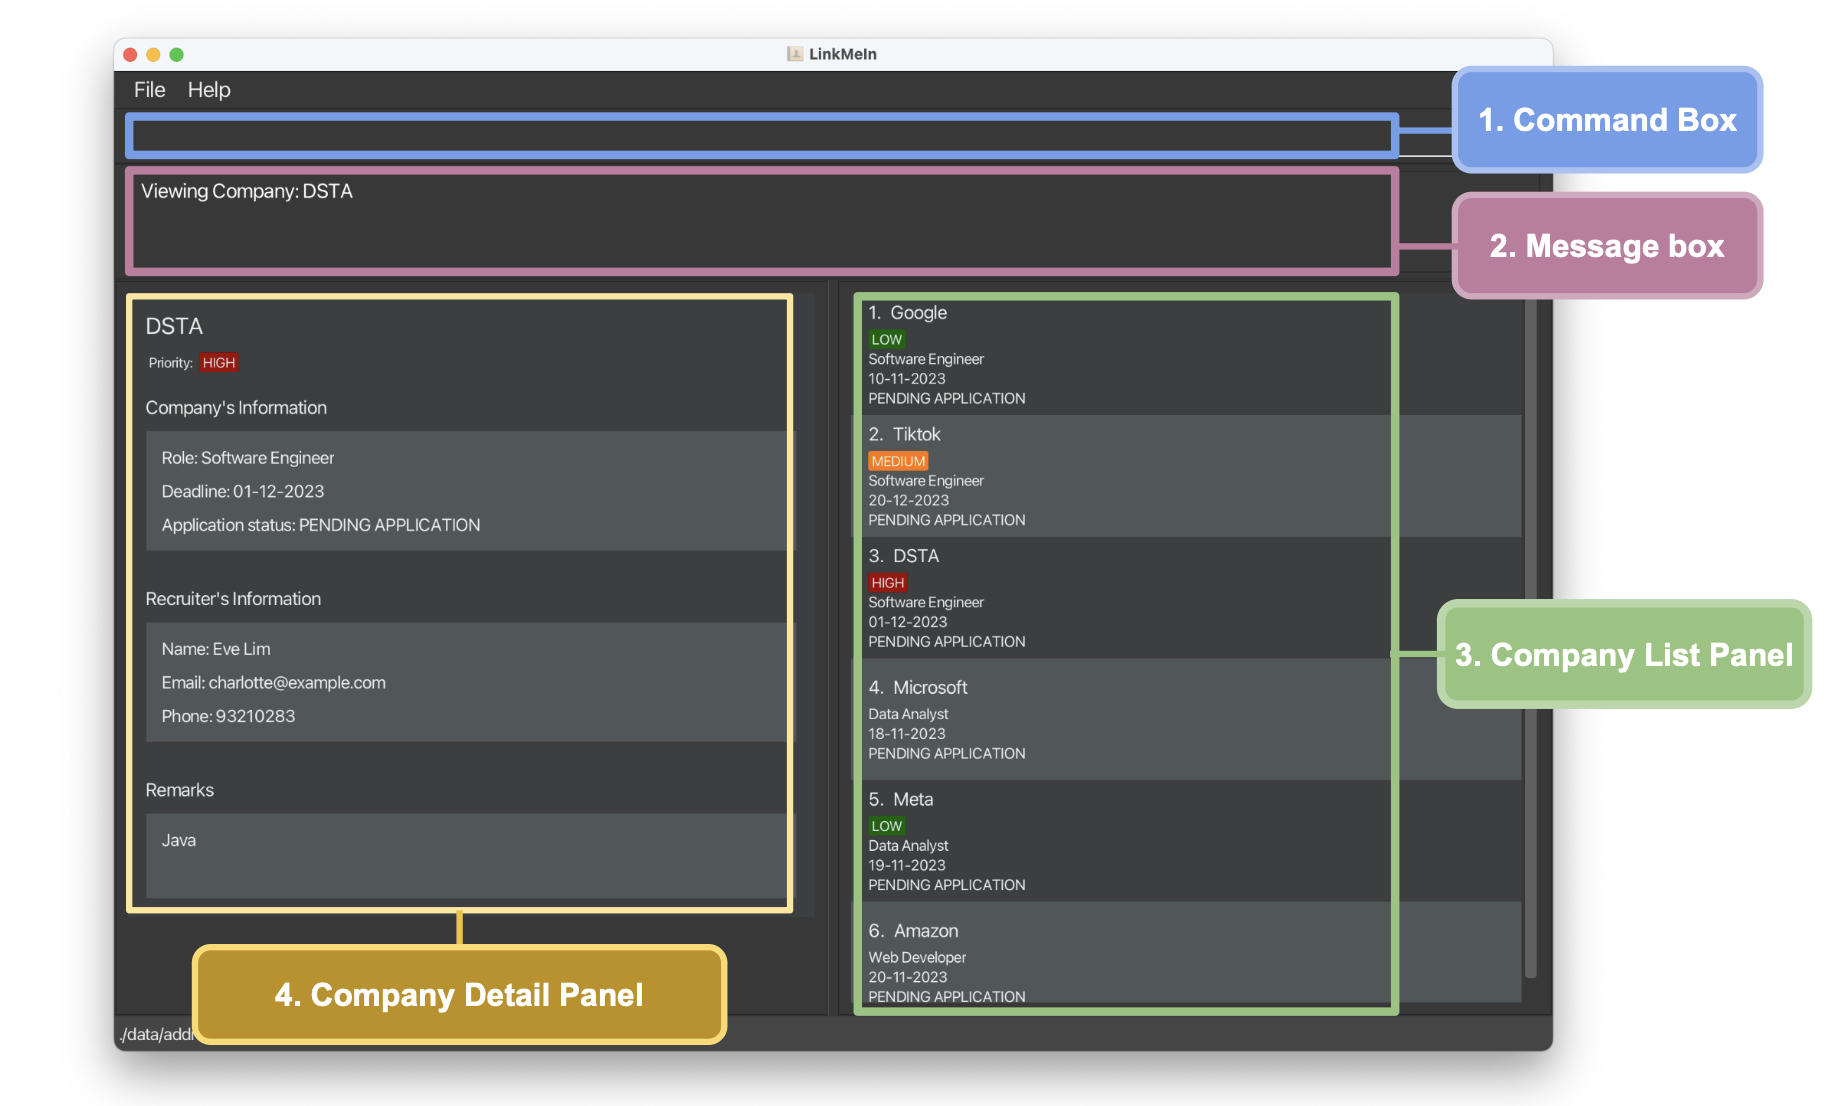 LinkMeIn
File Help
1. Command Box
Viewing Company: DSTA
2. Message box
DSTA
Priority: HIGH
Company's Information
Role: Software Engineer
Deadline: 01-12-2023
Application status: PENDING APPLICATION
Recruiter's Information
Name: Eve Lim
Email: charlotte@example.com
Phone: 93210283
Remarks
Java
4. Company Detail Panel
1. Google
LOW
Software Engineer
10-11-2023
PENDING APPLICATION
2. Tiktok
MEDIUM
Software Engineer
20-12-2023
PENDING APPLICATION
3. DSTA
HIGH
Software Engineer
01-12-2023
PENDING APPLICATION
4. Microsoft
Data Analyst
18-11-2023
PENDING APPLICATION
5. Meta
LOW
Data Analyst
19-11-2023
PENDING APPLICATION
6. Amazon
Web Developer
20-11-2023
PENDING APPLICATION
3. Company List Panel